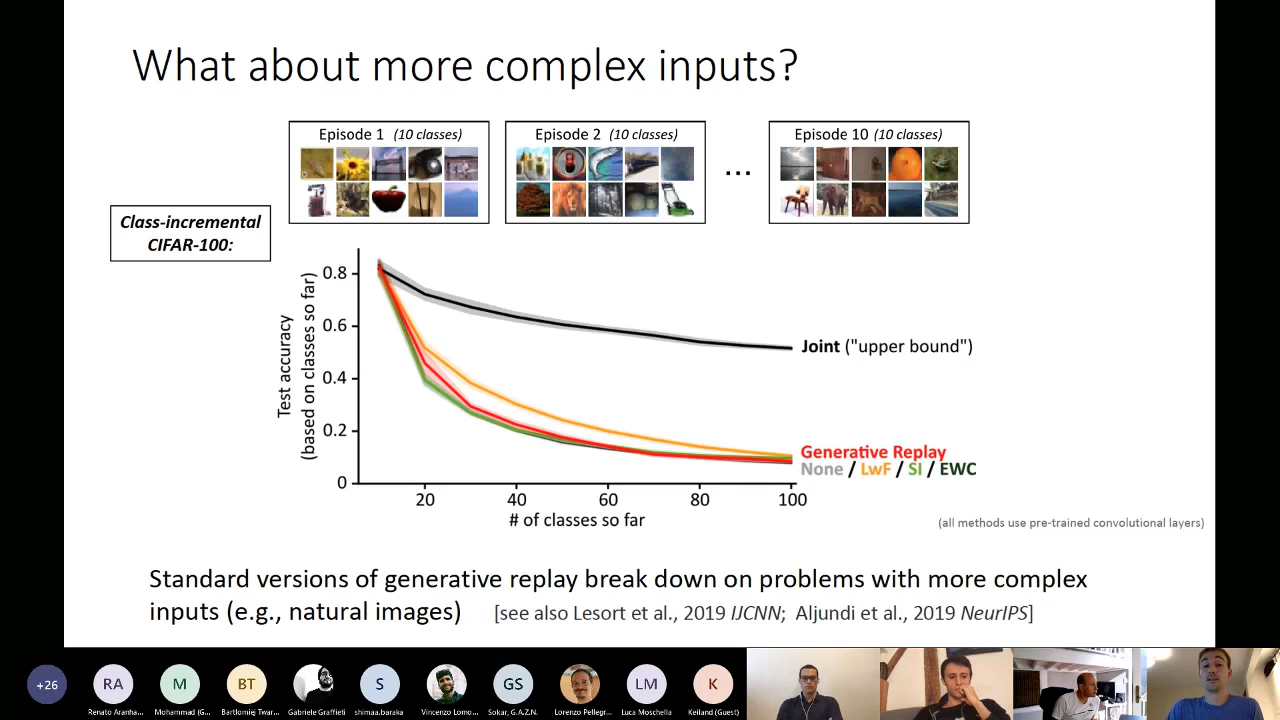 What about more complex inputs?
Episode 1 (10 classes)
Episode 2 (10 classes)
...
Episode 10 (10 classes)
Class-incremental
CIFAR-100:
Test accuracy
(based on classes so far)
0.8
0.6
0.4
0.2
0
20
40
60
80
100
# of classes so far
Joint ("upper bound")
Generative Replay
None / LwF / SI / EWC
(all methods use pre-trained convolutional layers)
Standard versions of generative replay break down on problems with more complex
inputs (e.g., natural images) [see also Lesort et al., 2019 IJCNN; Aljundi et al., 2019 NeurIPS]
+26
RA
M
BT
S
GS
LM
K
Renato Aranha...
Mohammad (G...
Bartłomiej Twar...
Gabriele Graffieti
shimaa.baraka
Vincenzo Lomo...
Sokar, G.A.Z.N.
Lorenzo Pellegr...
Luca Moschella
Keiland (Guest)